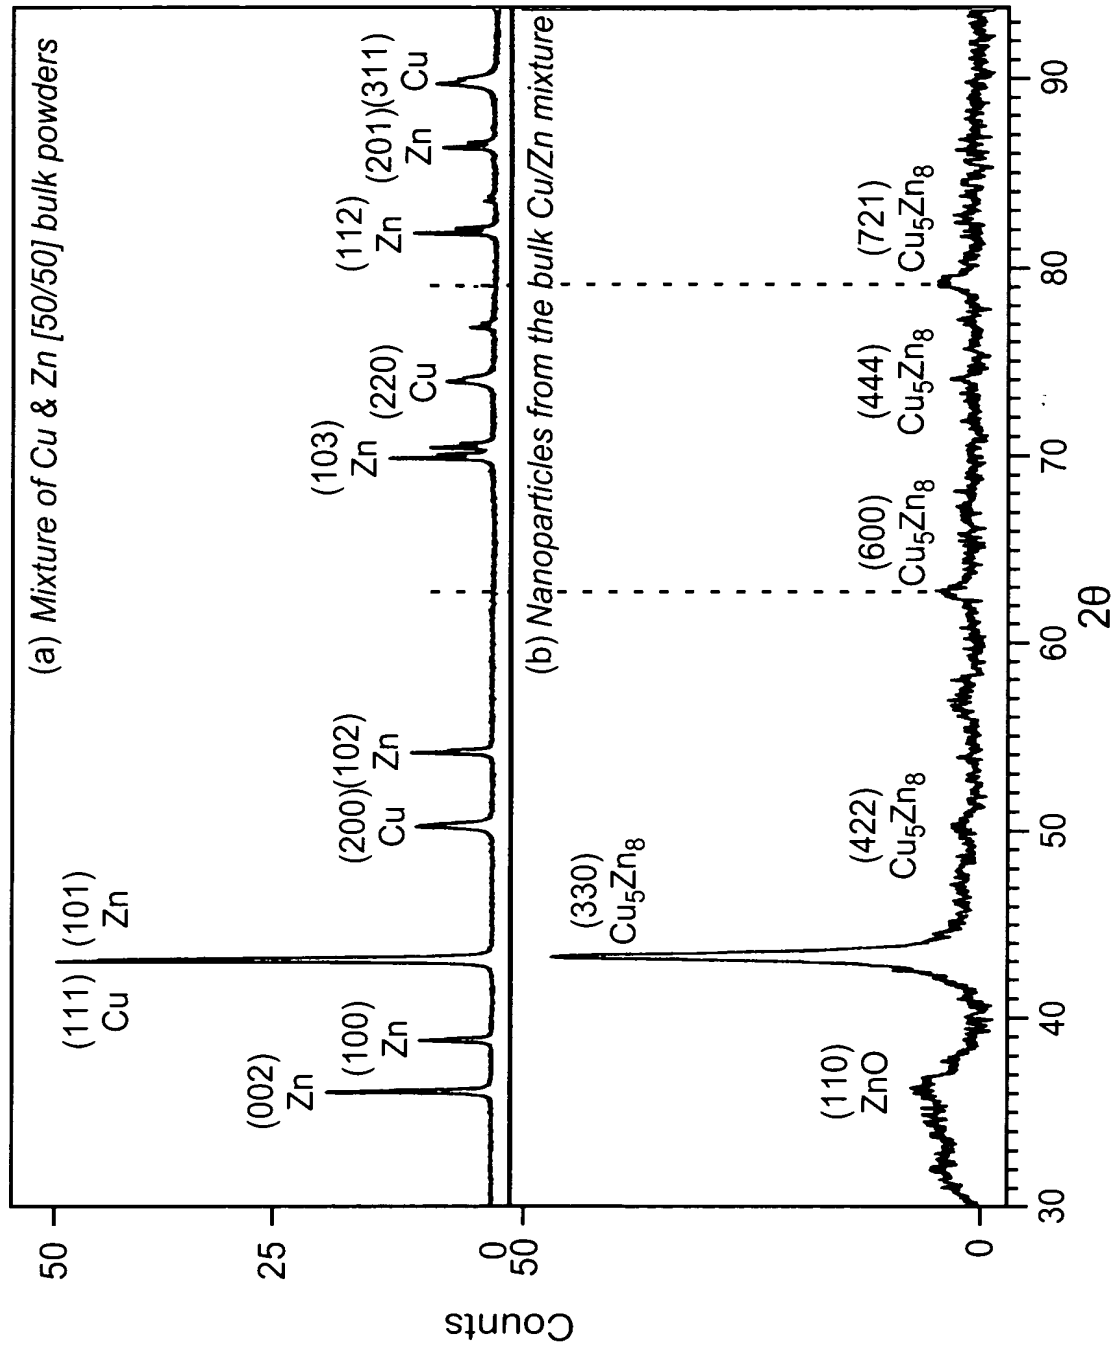 (a) Mixture of Cu & Zn [50/50] bulk powders
50
25
0
(002)
Zn
(100)
Zn
(111)
Cu
(101)
Zn
(200)
Cu
(102)
Zn
(103)
Zn
(220)
Cu
(112)
Zn
(201)
Zn
(311)
Cu
Counts
(b) Nanoparticles from the bulk Cu/Zn mixture
50
0
(110)
ZnO
(330)
Cu₅Zn₈
(422)
Cu₅Zn₈
(600)
Cu₅Zn₈
(444)
Cu₅Zn₈
(721)
Cu₅Zn₈
30 40 50 60 70 80 90
2θ